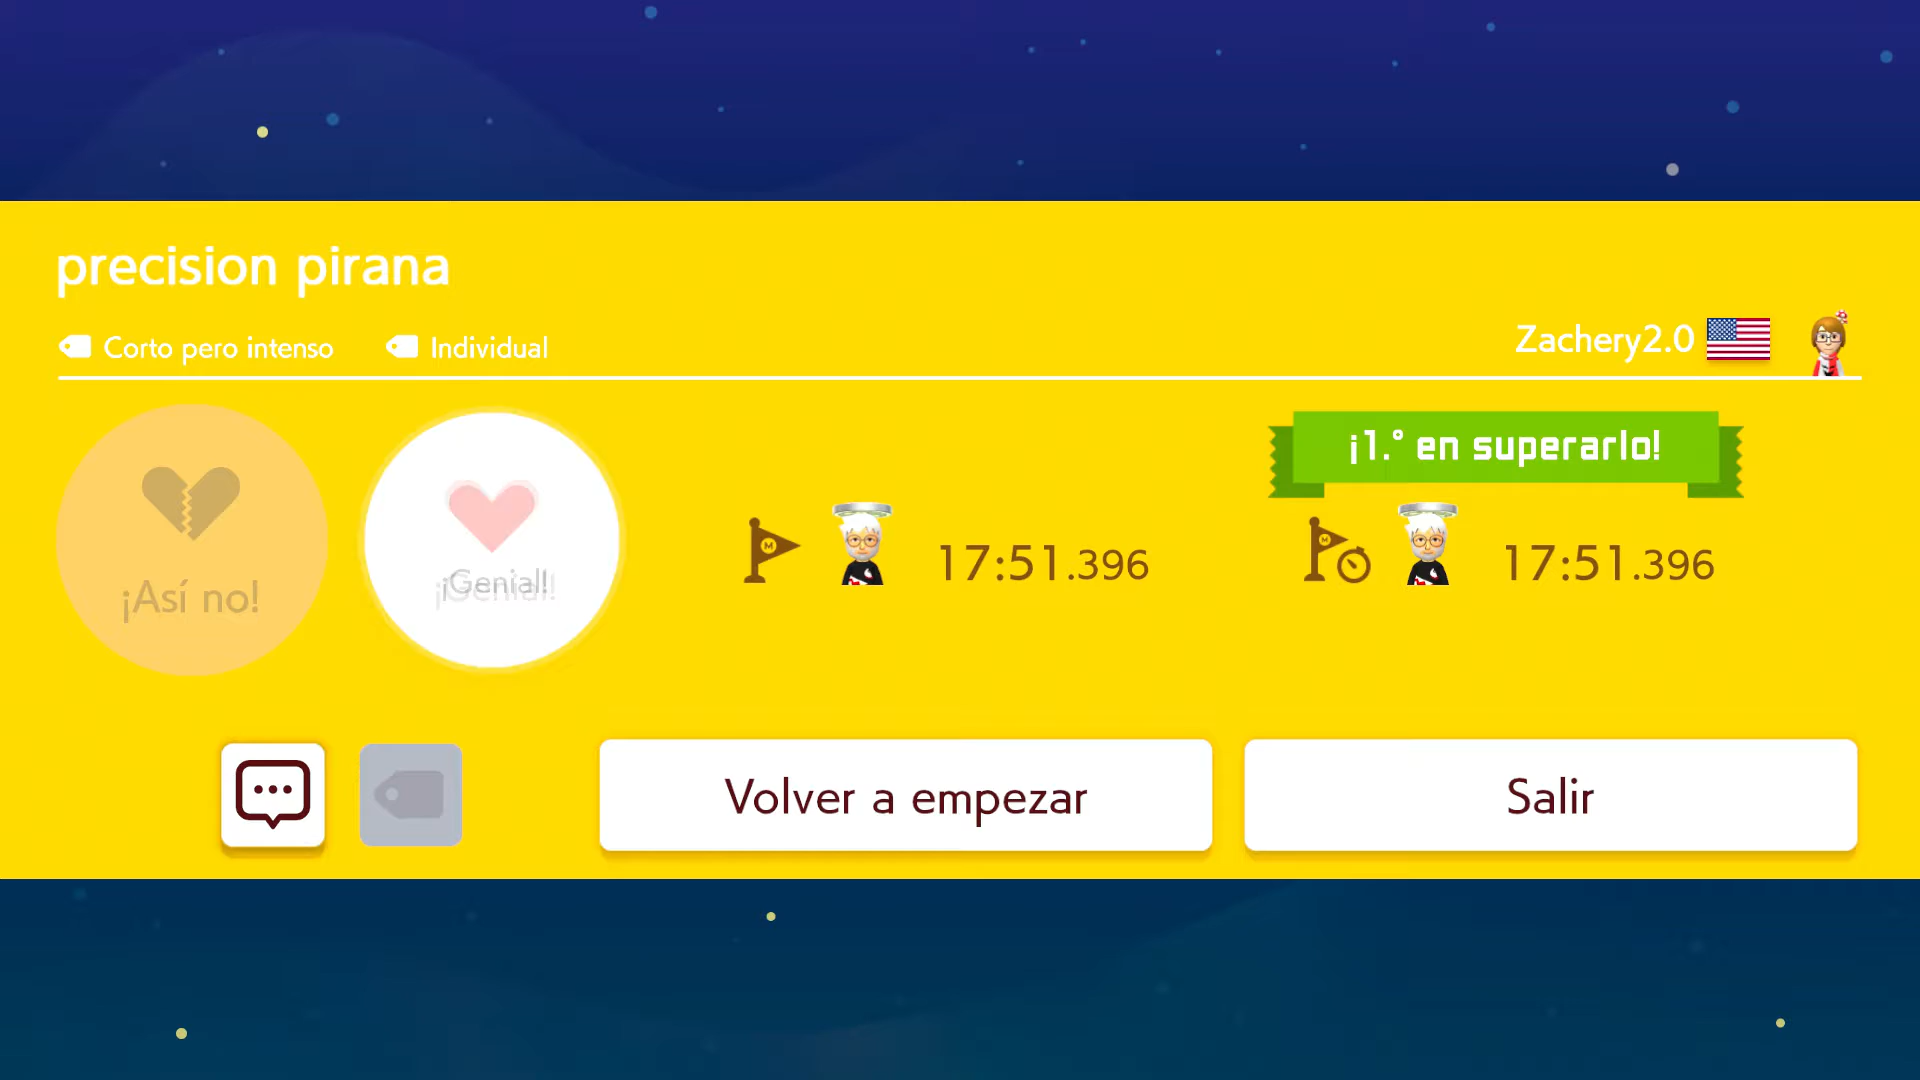 precision pirana
Corto pero intenso
Individual
Zachery2.0
¡1.° en superarlo!
¡Así no!
¡Genial!
17:51.396
17:51.396
Volver a empezar
Salir